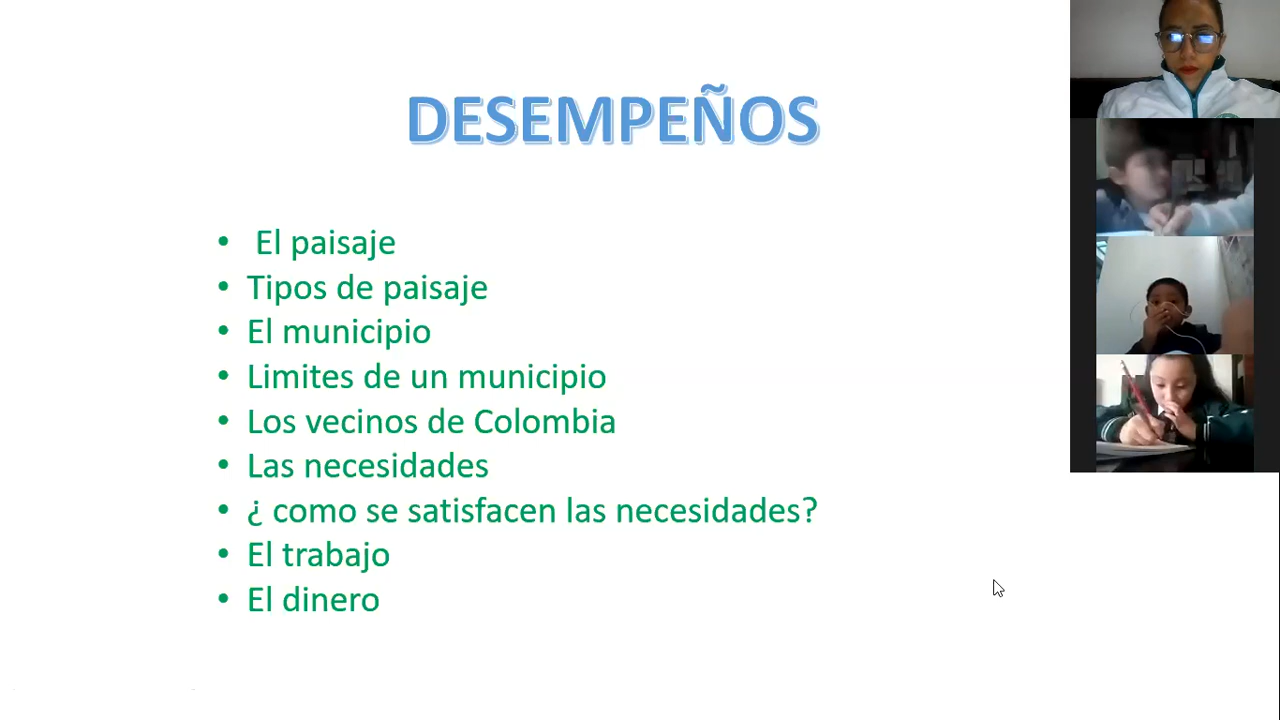 DESEMPEÑOS
• El paisaje
• Tipos de paisaje
• El municipio
• Limites de un municipio
• Los vecinos de Colombia
• Las necesidades
• ¿ como se satisfacen las necesidades?
• El trabajo
• El dinero